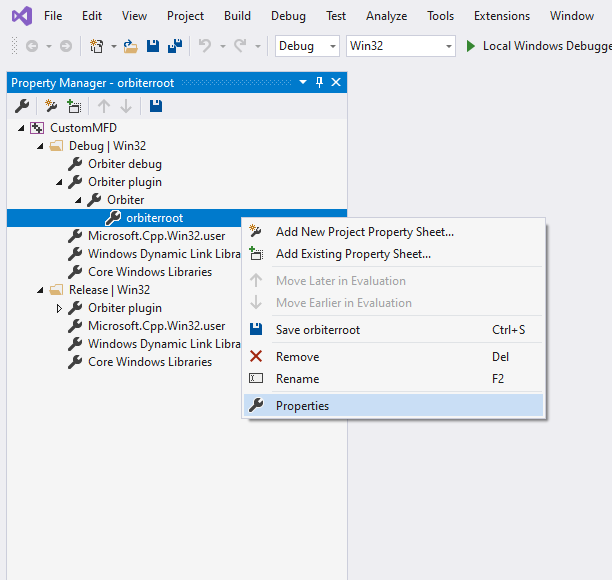 File Edit View Project Build Debug Test Analyze Tools Extensions Window
Debug Win32 Local Windows Debugge
Property Manager - orbiterroot
CustomMFD
Debug | Win32
Orbiter debug
Orbiter plugin
Orbiter
orbiterroot
Microsoft.Cpp.Win32.user
Windows Dynamic Link Libra
Core Windows Libraries
Release | Win32
Orbiter plugin
Microsoft.Cpp.Win32.user
Windows Dynamic Link Libra
Core Windows Libraries
Add New Project Property Sheet...
Add Existing Property Sheet...
Move Later in Evaluation
Move Earlier in Evaluation
Save orbiterroot Ctrl+S
Remove Del
Rename F2
Properties